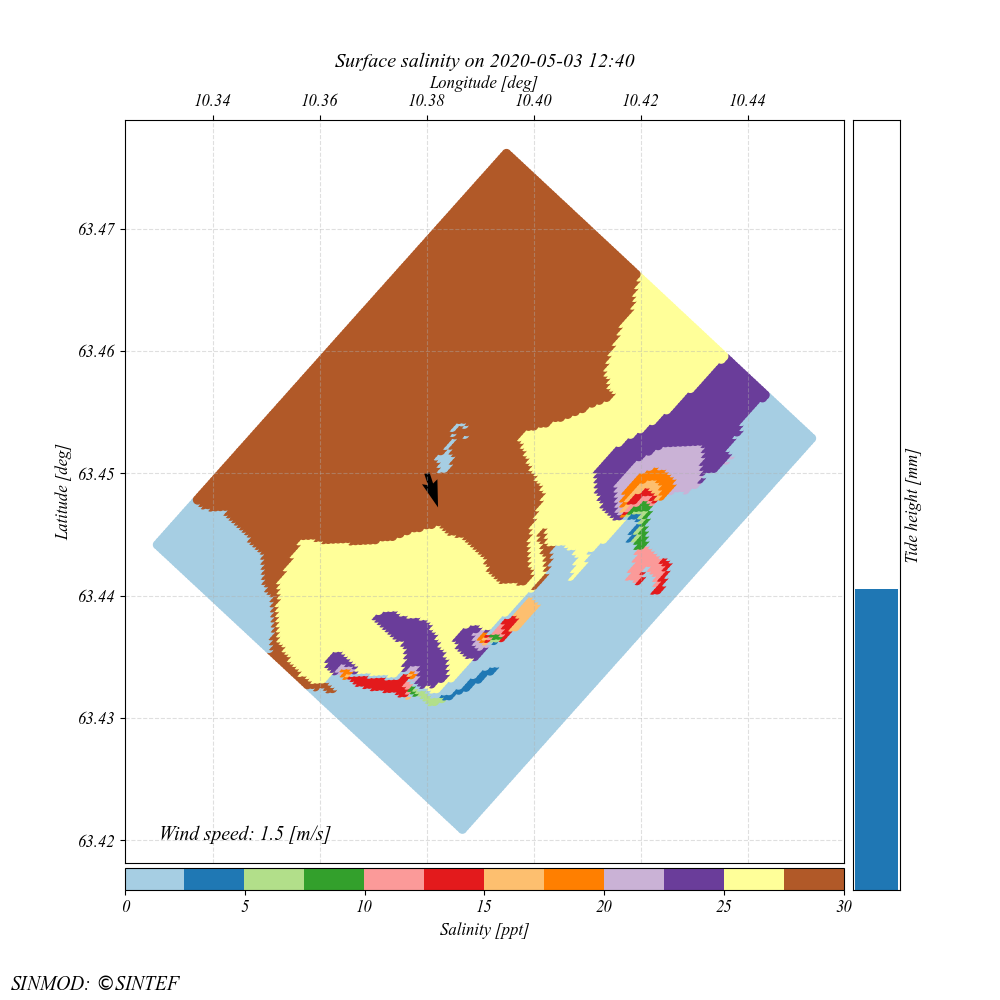 Surface salinity on 2020-05-03 12:40
Longitude [deg]
10.34 10.36 10.38 10.40 10.42 10.44
63.47
63.46
63.45
63.44
63.43
63.42
Latitude [deg]
Tide height [mm]
Wind speed: 1.5 [m/s]
0 5 10 15 20 25 30
Salinity [ppt]
SINMOD: ©SINTEF